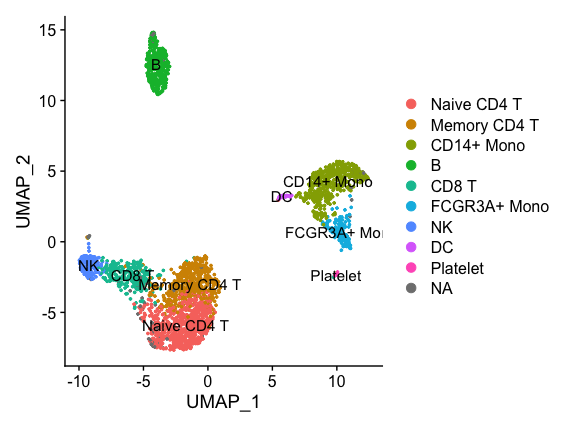 15
10
5
0
-5
-10
-5
0
5
10
UMAP_1
UMAP_2
B
CD14+ Mono
DC
FCGR3A+ Mon
NK
CD8 T
Memory CD4 T
Naive CD4 T
Platelet
Naive CD4 T
Memory CD4 T
CD14+ Mono
B
CD8 T
FCGR3A+ Mono
NK
DC
Platelet
NA